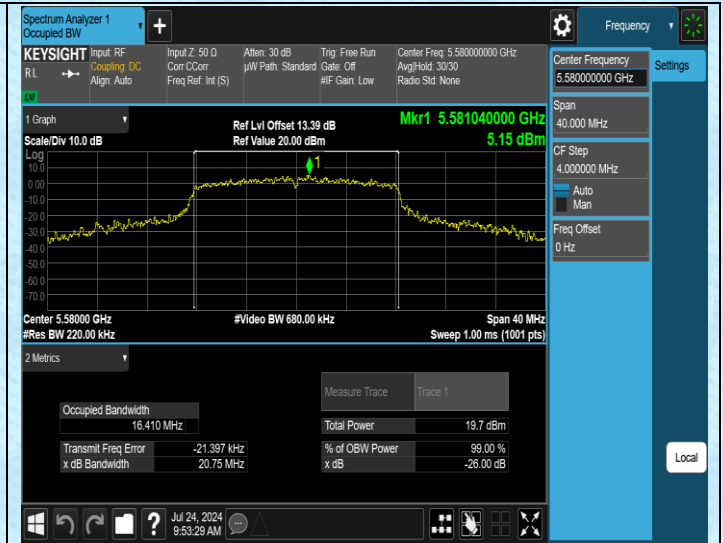 Spectrum Analyzer 1
Occupied BW
+
Frequency
KEYSIGHT
RL
LXI
Input: RF
Coupling: DC
Align: Auto
Input Z: 50 Ω
Corr CCorr
Freq Ref: Int (S)
Atten: 30 dB
µW Path: Standard
Trig: Free Run
Gate: Off
#IF Gain: Low
Center Freq: 5.580000000 GHz
Avg|Hold: 30/30
Radio Std: None
Center Frequency
5.580000000 GHz
Settings
Span
40.000 MHz
CF Step
4.000000 MHz
Auto
Man
Freq Offset
0 Hz
1 Graph
Scale/Div 10.0 dB
Ref Lvl Offset 13.39 dB
Ref Value 20.00 dBm
Mkr1 5.581040000 GHz
5.15 dBm
Log
10.0
0.00
-10.0
-20.0
-30.0
-40.0
-50.0
-60.0
-70.0
1
Center 5.58000 GHz
#Res BW 220.00 kHz
#Video BW 680.00 kHz
Span 40 MHz
Sweep 1.00 ms (1001 pts)
2 Metrics
Measure Trace Trace 1
Occupied Bandwidth
16.410 MHz
Total Power 19.7 dBm
Transmit Freq Error -21.397 kHz
% of OBW Power 99.00 %
x dB Bandwidth 20.75 MHz
x dB -26.00 dB
Local
?
Jul 24, 2024
9:53:29 AM